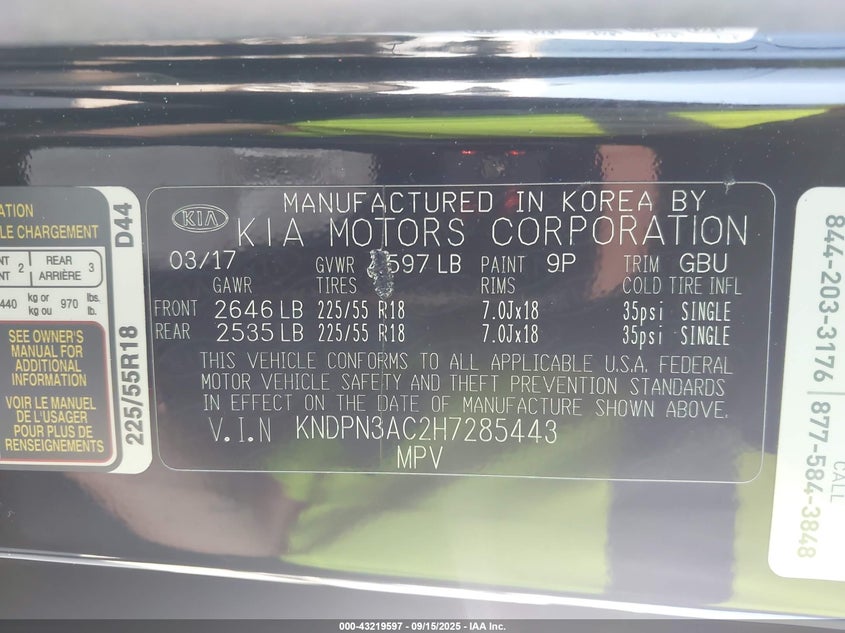 KIA
MANUFACTURED IN KOREA BY
KIA MOTORS CORPORATION
03/17 GVWR 597 LB PAINT 9P TRIM GBU
GAWR TIRES RIMS COLD TIRE INFL
FRONT 2646 LB 225/55 R18 7.0Jx18 35psi SINGLE
REAR 2535 LB 225/55 R18 7.0Jx18 35psi SINGLE
THIS VEHICLE CONFORMS TO ALL APPLICABLE U.S.A. FEDERAL
MOTOR VEHICLE SAFETY AND THEFT PREVENTION STANDARDS
IN EFFECT ON THE DATE OF MANUFACTURE SHOWN ABOVE.
V.I.N KNDPN3AC2H7285443
MPV
ATION
LE CHARGEMENT
NT 2 REAR 3
NT ARRIÈRE
440 kg or kg ou 970 lbs. lb.
SEE OWNER'S
MANUAL FOR
ADDITIONAL
INFORMATION
VOIR LE MANUEL
DE L'USAGER
POUR PLUS DE
RENSEIGNEMENTS
225/55R18 D44
844-203-3176
CALL
877-584-3848
000-43219597 - 09/15/2025 - IAA Inc.